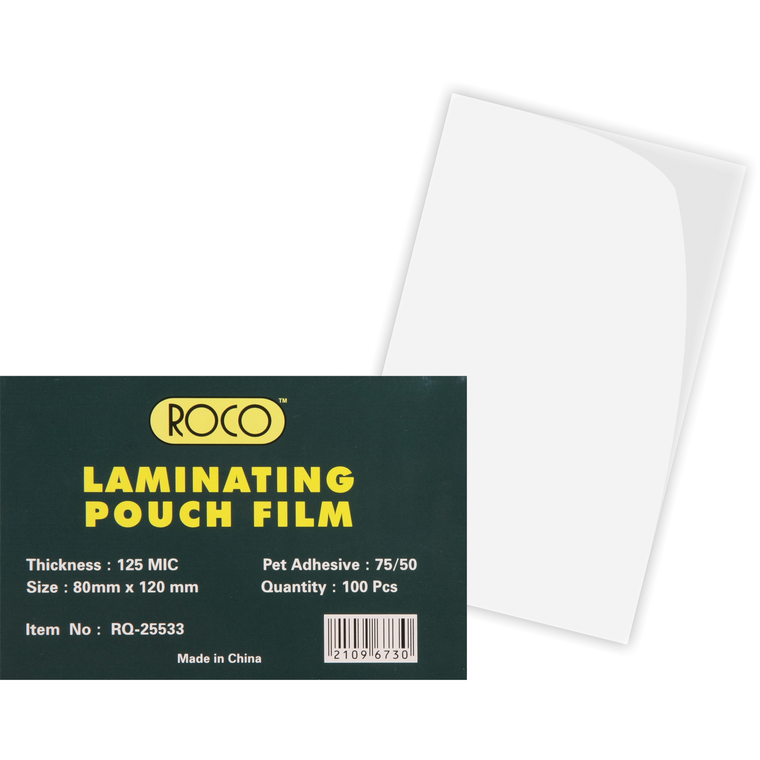 ROCO™
LAMINATING
POUCH FILM
Thickness : 125 MIC Pet Adhesive : 75/50
Size : 80mm x 120 mm Quantity : 100 Pcs
Item No : RQ-25533
2109 6730
Made in China